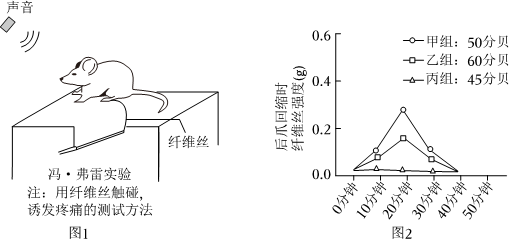 声音
纤维丝
冯·弗雷实验
注：用纤维丝触碰，
诱发疼痛的测试方法
图1
后爪回缩时
纤维丝强度(g)
0.6
0.4
0.2
0.0
甲组：50分贝
乙组：60分贝
丙组：45分贝
0分钟
10分钟
20分钟
30分钟
40分钟
50分钟
图2